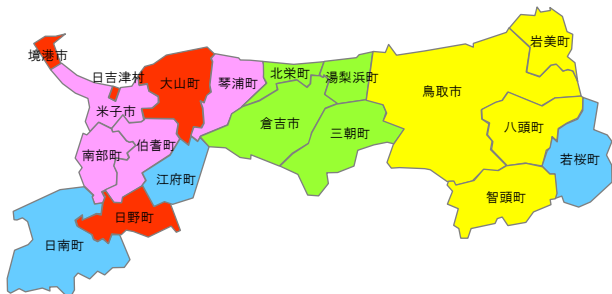 境港市
日吉津村
大山町
米子市
琴浦町
北栄町
湯梨浜町
岩美町
鳥取市
倉吉市
三朝町
八頭町
伯耆町
南部町
江府町
若桜町
智頭町
日野町
日南町